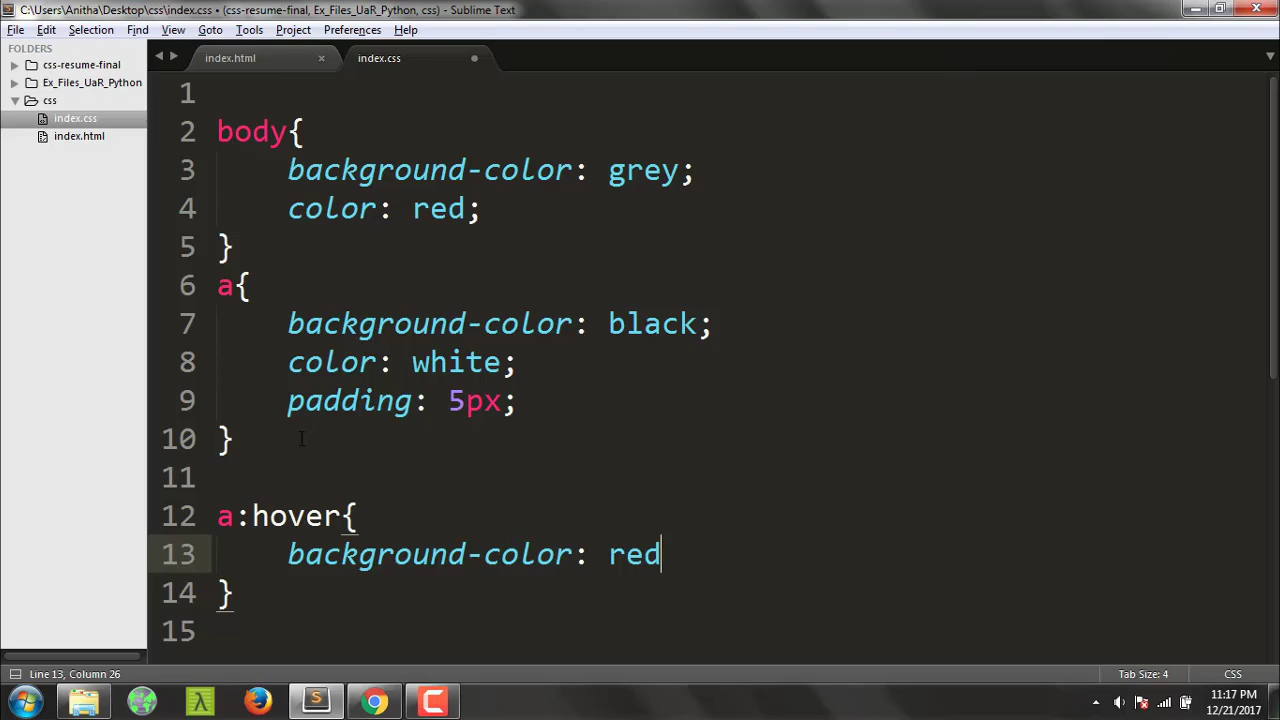 C:\Users\Anitha\Desktop\css\index.css • (css-resume-final, Ex_Files_UaR_Python, css) - Sublime Text
File Edit Selection Find View Goto Tools Project Preferences Help
FOLDERS
css-resume-final
Ex_Files_UaR_Python
css
index.css
index.html
index.html
index.css
1
2 body{
3 background-color: grey;
4 color: red;
5 }
6 a{
7 background-color: black;
8 color: white;
9 padding: 5px;
10 }
11
12 a:hover{
13 background-color: red
14 }
15
Line 13, Column 26
Tab Size: 4
CSS
11:17 PM
12/21/2017